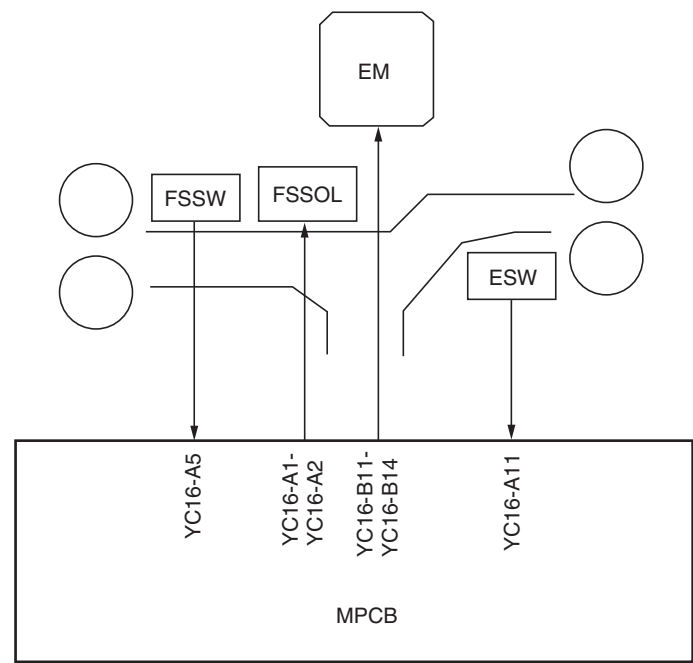 EM
FSSW
FSSOL
ESW
YC16-A5
YC16-A1-
YC16-A2
YC16-B11-
YC16-B14
YC16-A11
MPCB